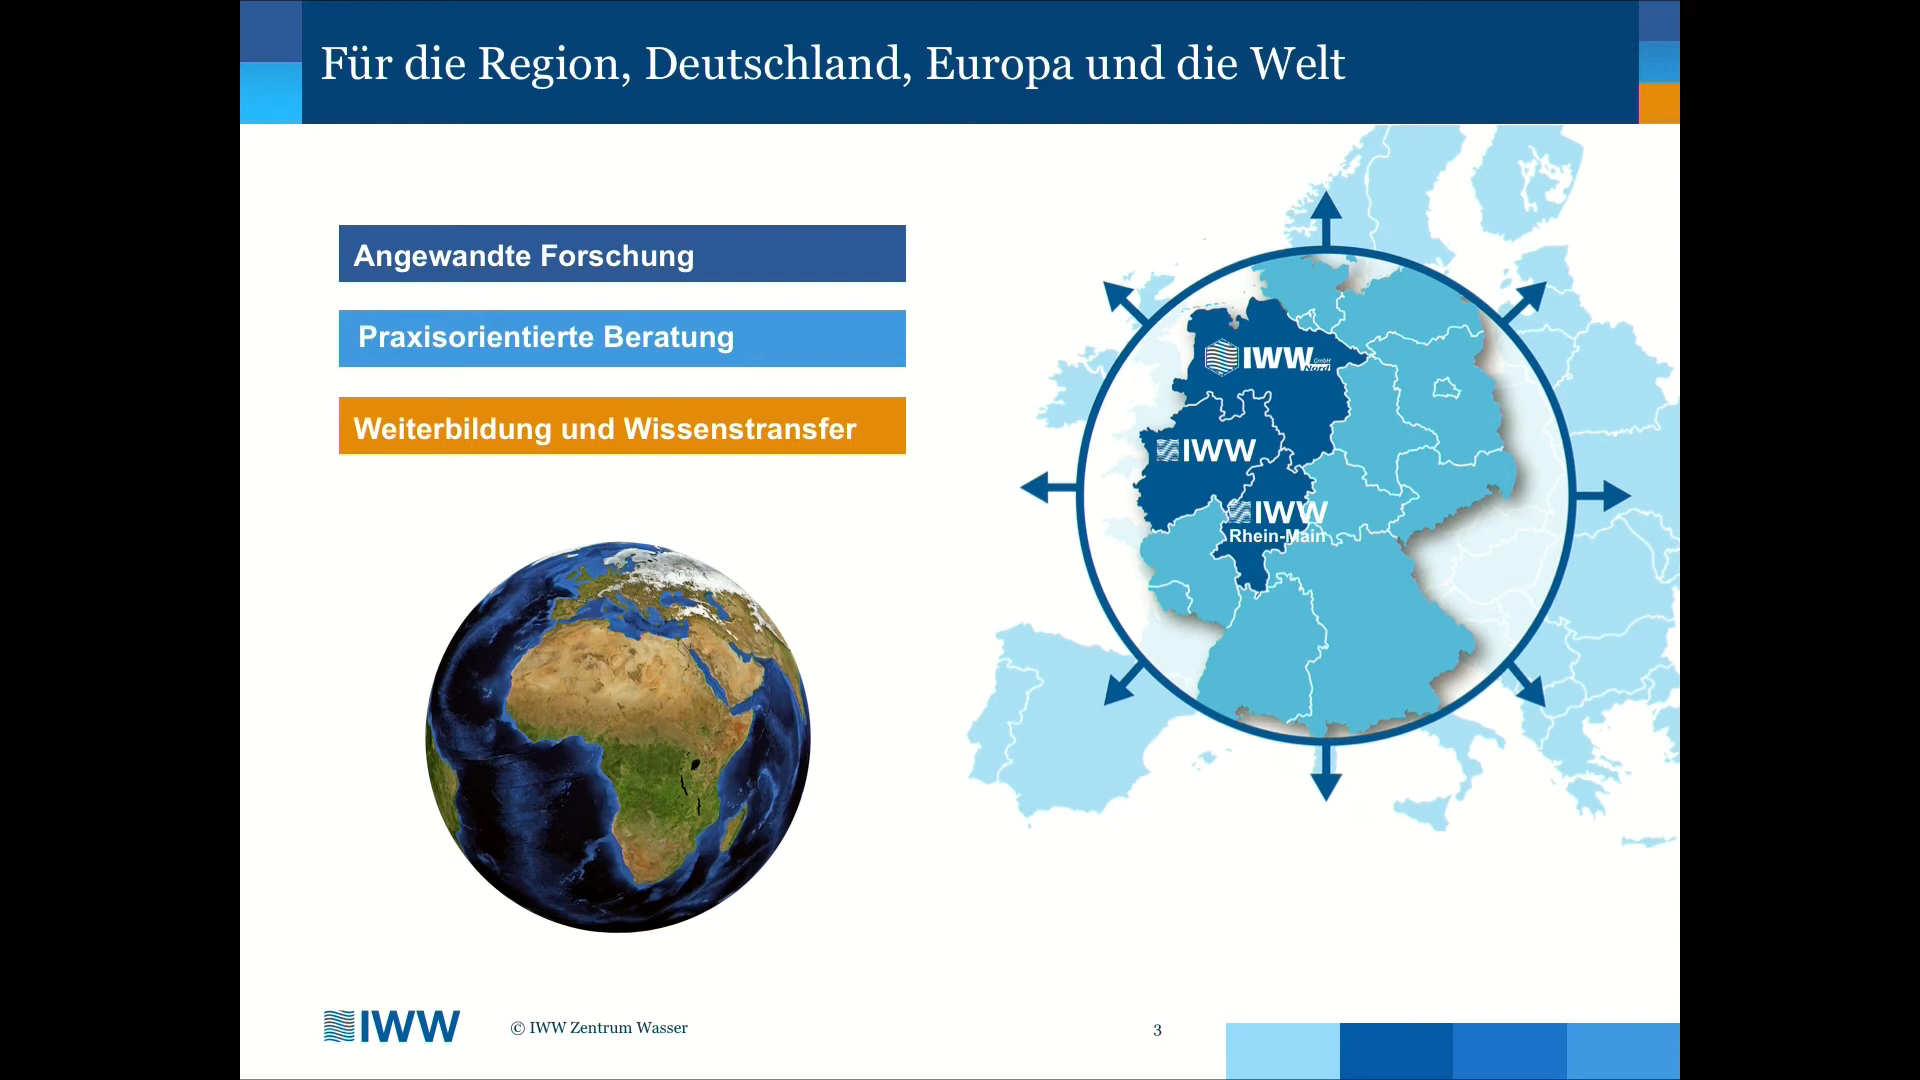 Für die Region, Deutschland, Europa und die Welt
Angewandte Forschung
Praxisorientierte Beratung
Weiterbildung und Wissenstransfer
IWW GmbH
Nord
IWW
IWW
Rhein-Main
IWW
© IWW Zentrum Wasser
3